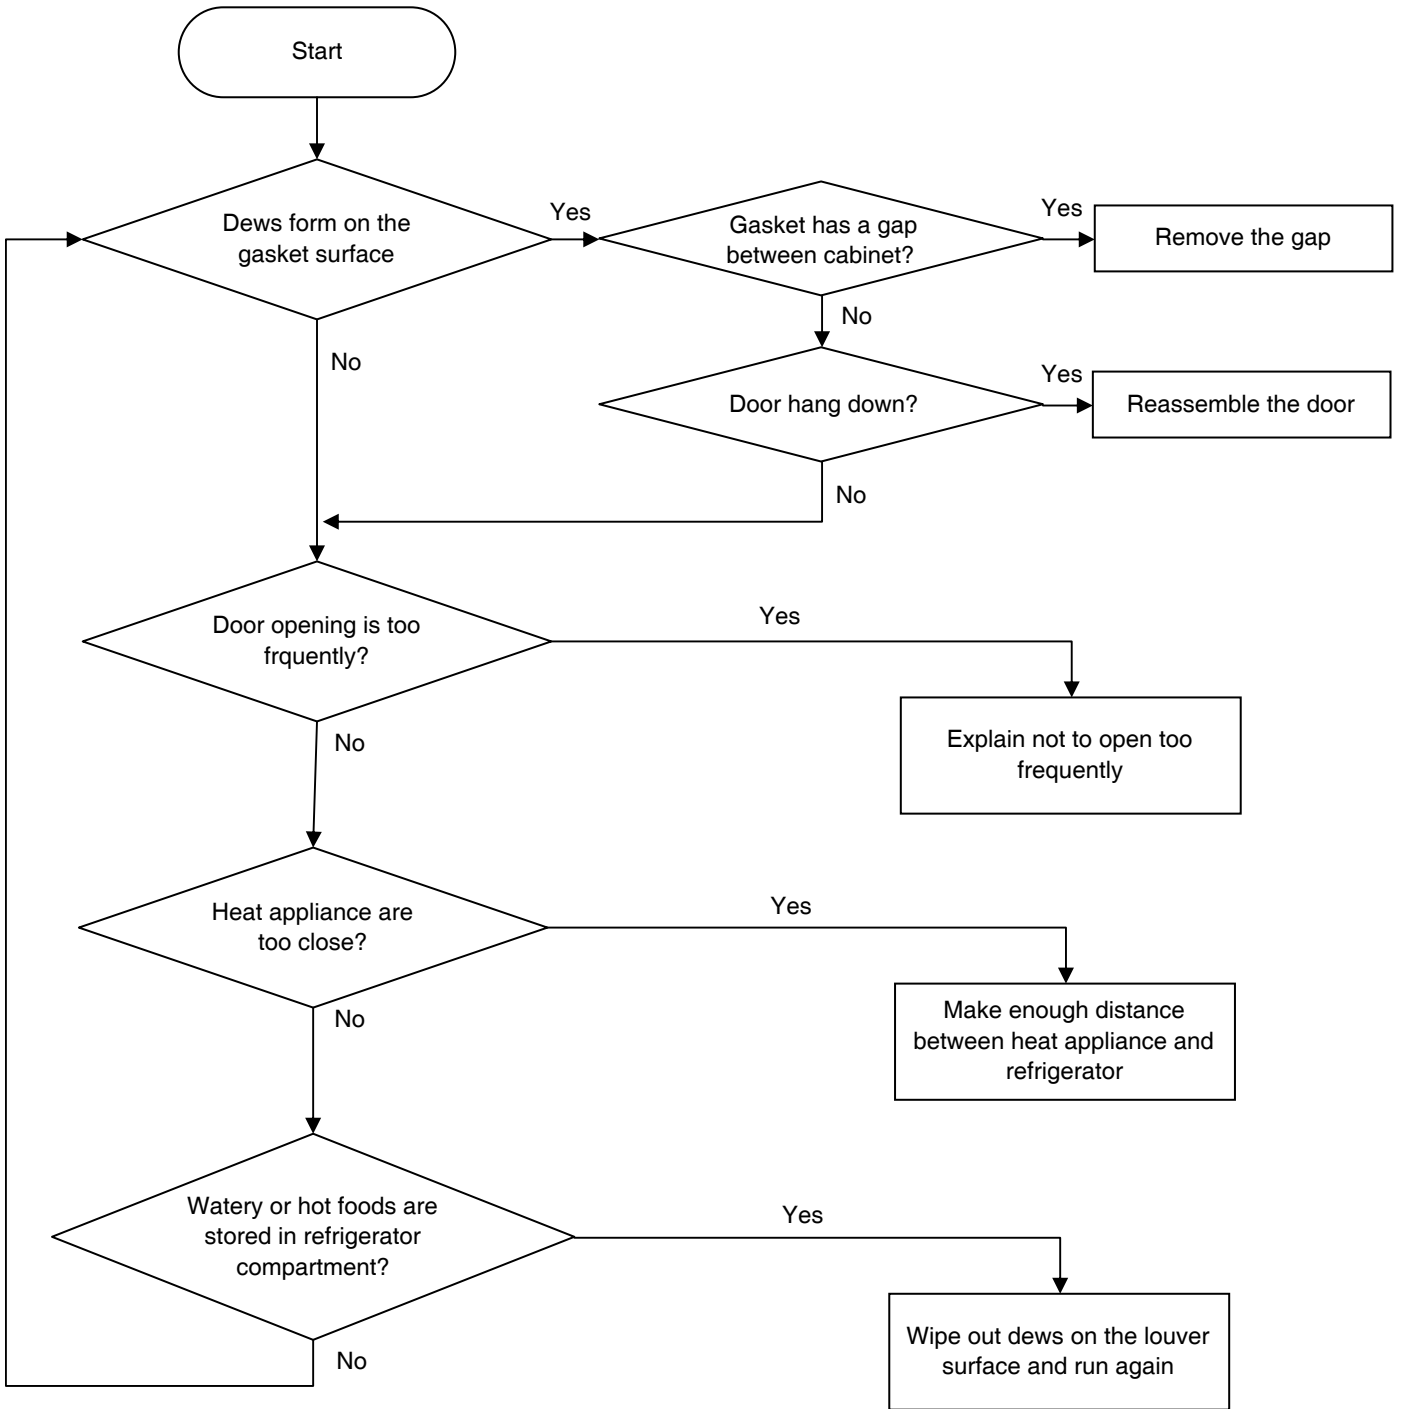 Start
Dews form on the
gasket surface
Yes
Gasket has a gap
between cabinet?
Yes
Remove the gap
No
No
Door hang down?
Yes
Reassemble the door
No
Door opening is too
frquently?
Yes
No
Explain not to open too
frequently
Heat appliance are
too close?
Yes
No
Make enough distance
between heat appliance and
refrigerator
Watery or hot foods are
stored in refrigerator
compartment?
Yes
No
Wipe out dews on the louver
surface and run again